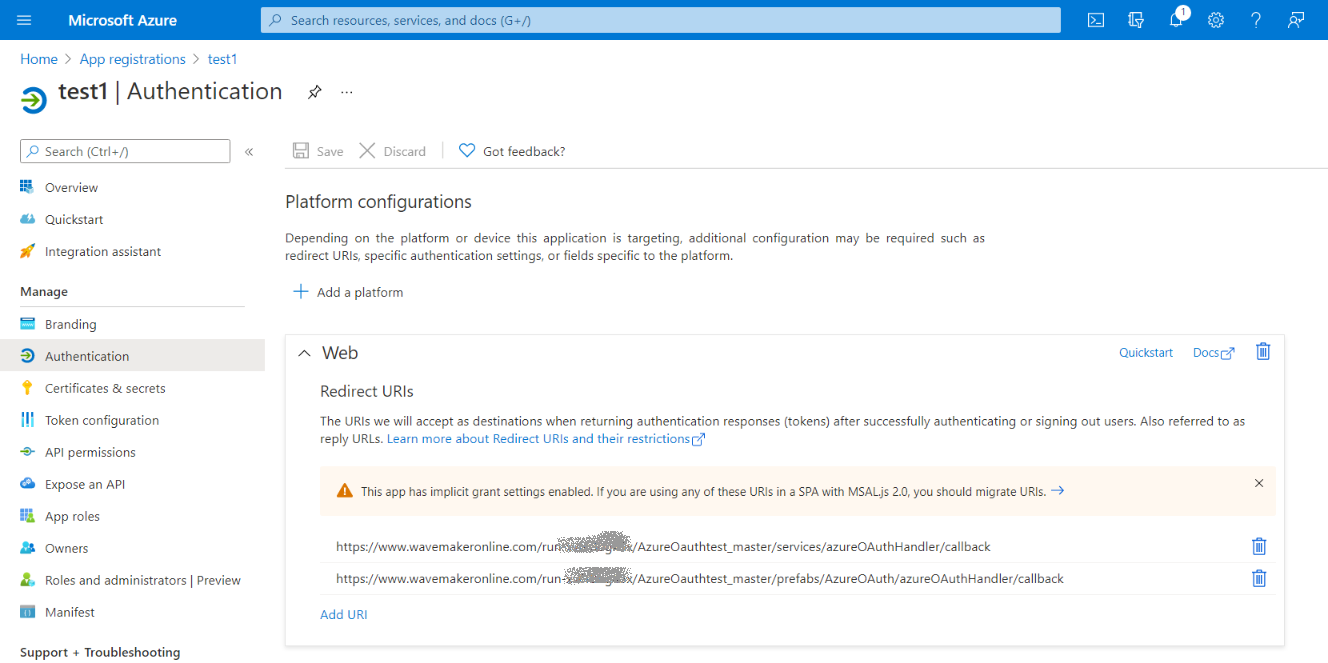 Microsoft Azure
Search resources, services, and docs (G+/)
1
Home > App registrations > test1
test1 | Authentication
Search (Ctrl+/)
«
Save
Discard
Got feedback?
Overview
Quickstart
Integration assistant
Manage
Branding
Authentication
Certificates & secrets
Token configuration
API permissions
Expose an API
App roles
Owners
Roles and administrators | Preview
Manifest
Support + Troubleshooting
Platform configurations
Depending on the platform or device this application is targeting, additional configuration may be required such as
redirect URIs, specific authentication settings, or fields specific to the platform.
Add a platform
Web
Quickstart
Docs
Redirect URIs
The URIs we will accept as destinations when returning authentication responses (tokens) after successfully authenticating or signing out users. Also referred to as
reply URLs. Learn more about Redirect URIs and their restrictions
This app has implicit grant settings enabled. If you are using any of these URIs in a SPA with MSAL.js 2.0, you should migrate URIs.
https://www.wavemakeronline.com/run- /AzureOauthtest_master/services/azureOAuthHandler/callback
https://www.wavemakeronline.com/run- /AzureOauthtest_master/prefabs/AzureOAuth/azureOAuthHandler/callback
Add URI